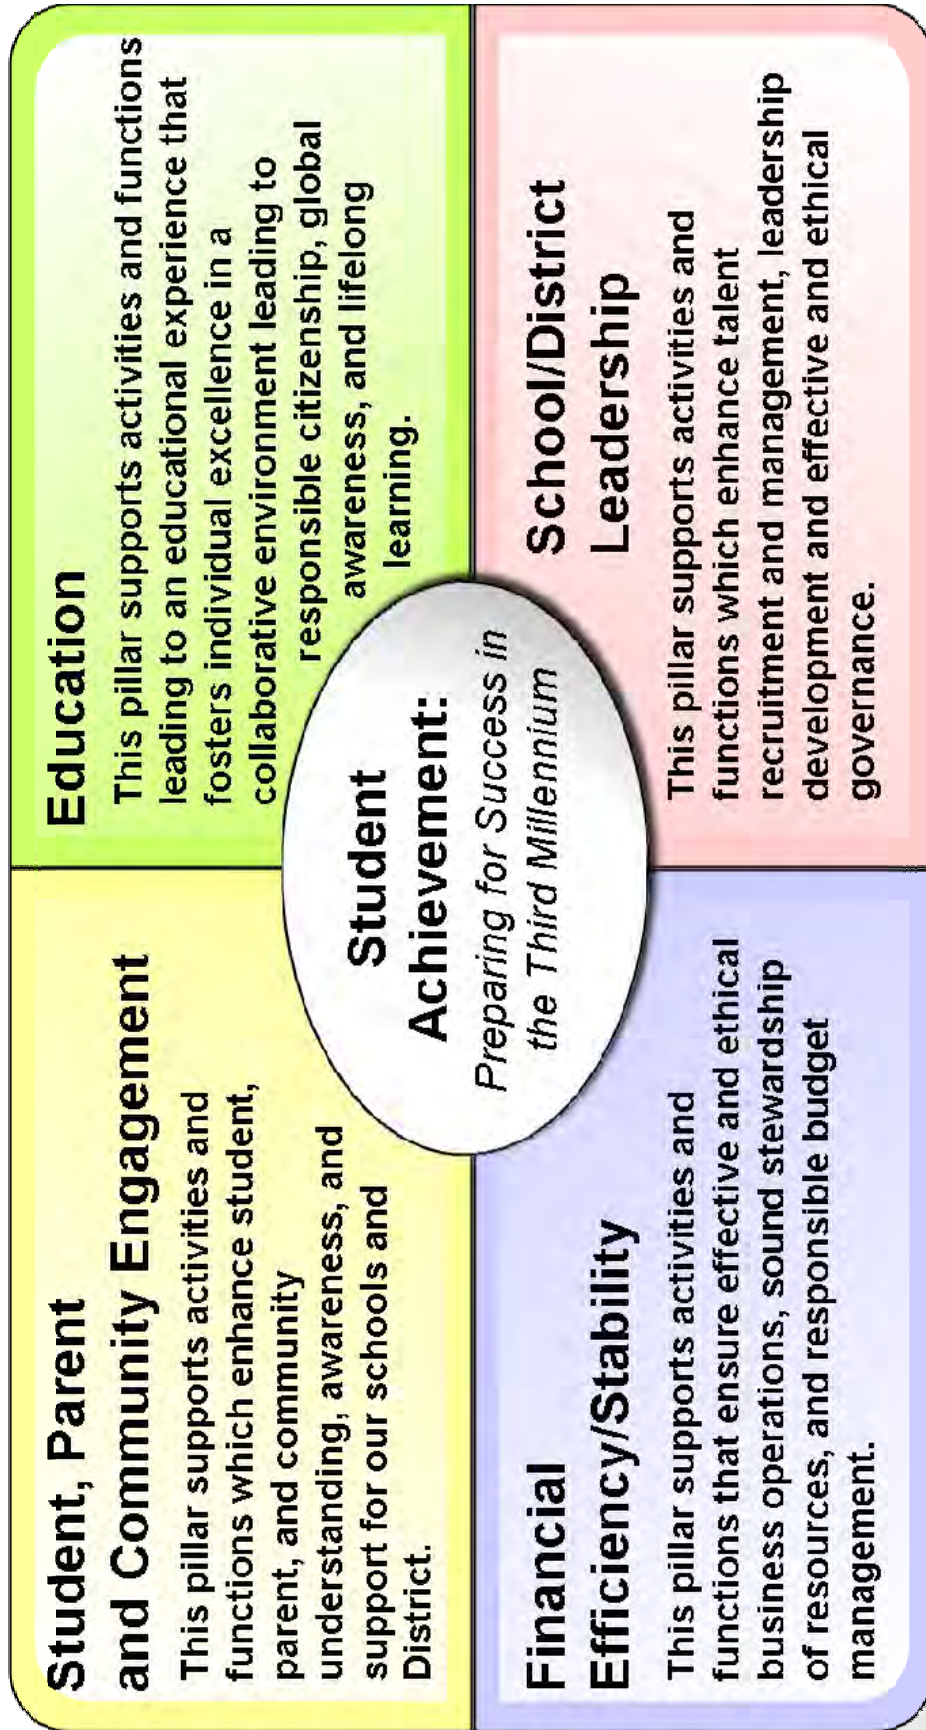 Student, Parent
and Community Engagement
This pillar supports activities and
functions which enhance student,
parent, and community
understanding, awareness, and
support for our schools and
District.
Education
This pillar supports activities and functions
leading to an educational experience that
fosters individual excellence in a
collaborative environment leading to
responsible citizenship, global
awareness, and lifelong
learning.
Student
Achievement:
Preparing for Success in
the Third Millennium
Financial
Efficiency/Stability
This pillar supports activities and
functions that ensure effective and ethical
business operations, sound stewardship
of resources, and responsible budget
management.
School/District
Leadership
This pillar supports activities and
functions which enhance talent
recruitment and management, leadership
development and effective and ethical
governance.